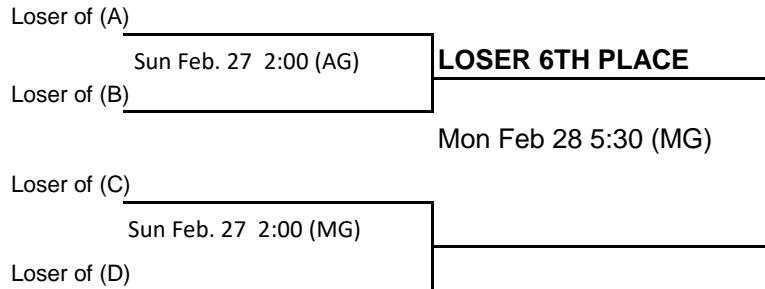 Loser of (A)
Sun Feb. 27  2:00 (AG)
LOSER 6TH PLACE
Loser of (B)
Mon Feb 28 5:30 (MG)
Loser of (C)
Sun Feb. 27  2:00 (MG)
Loser of (D)